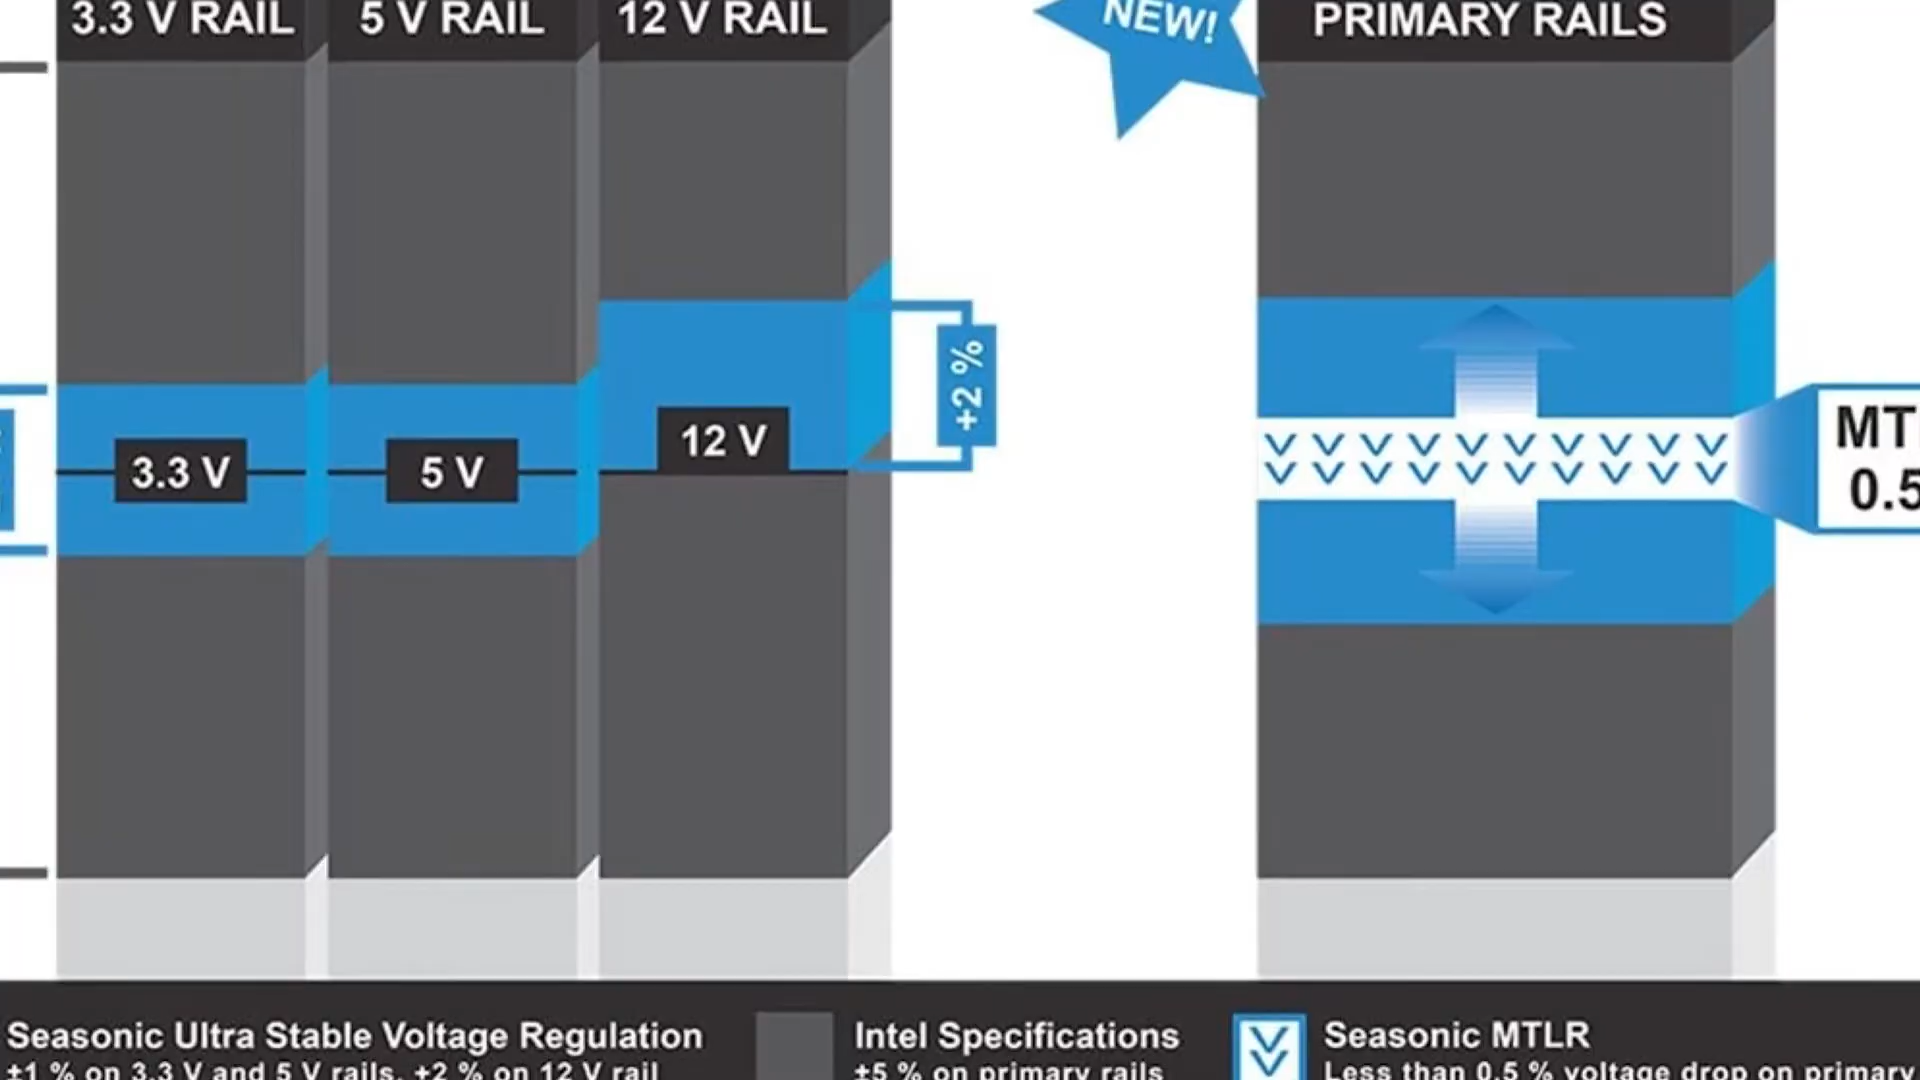 3.3 V RAIL
5 V RAIL
12 V RAIL
NEW!
PRIMARY RAILS
+2 %
3.3 V
5 V
12 V
MT
0.5
Seasonic Ultra Stable Voltage Regulation
±1 % on 3.3 V and 5 V rails, +2 % on 12 V rail
Intel Specifications
±5 % on primary rails
Seasonic MTLR
Less than 0.5 % voltage drop on primary